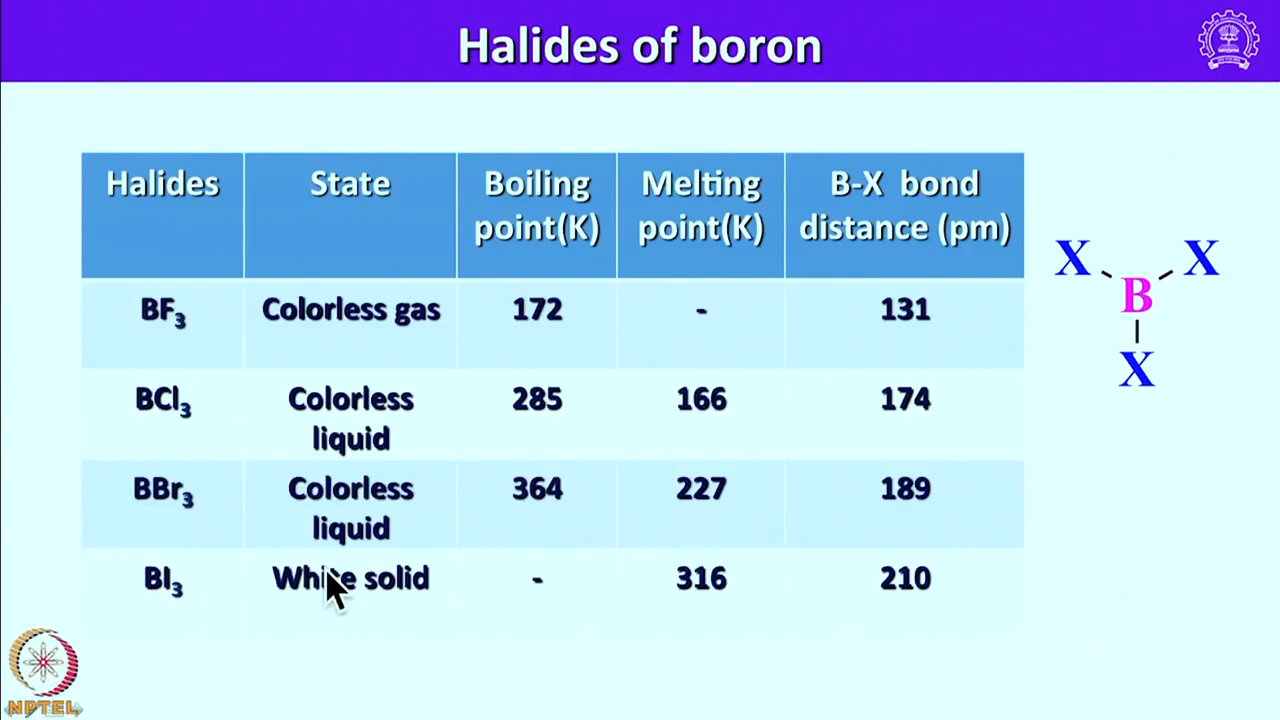 Halides of boron
Halides State Boiling point(K) Melting point(K) B-X bond distance (pm)
BF3 Colorless gas 172 - 131
BCl3 Colorless liquid 285 166 174
BBr3 Colorless liquid 364 227 189
BI3 White solid - 316 210
X X
B
X
NPTEL